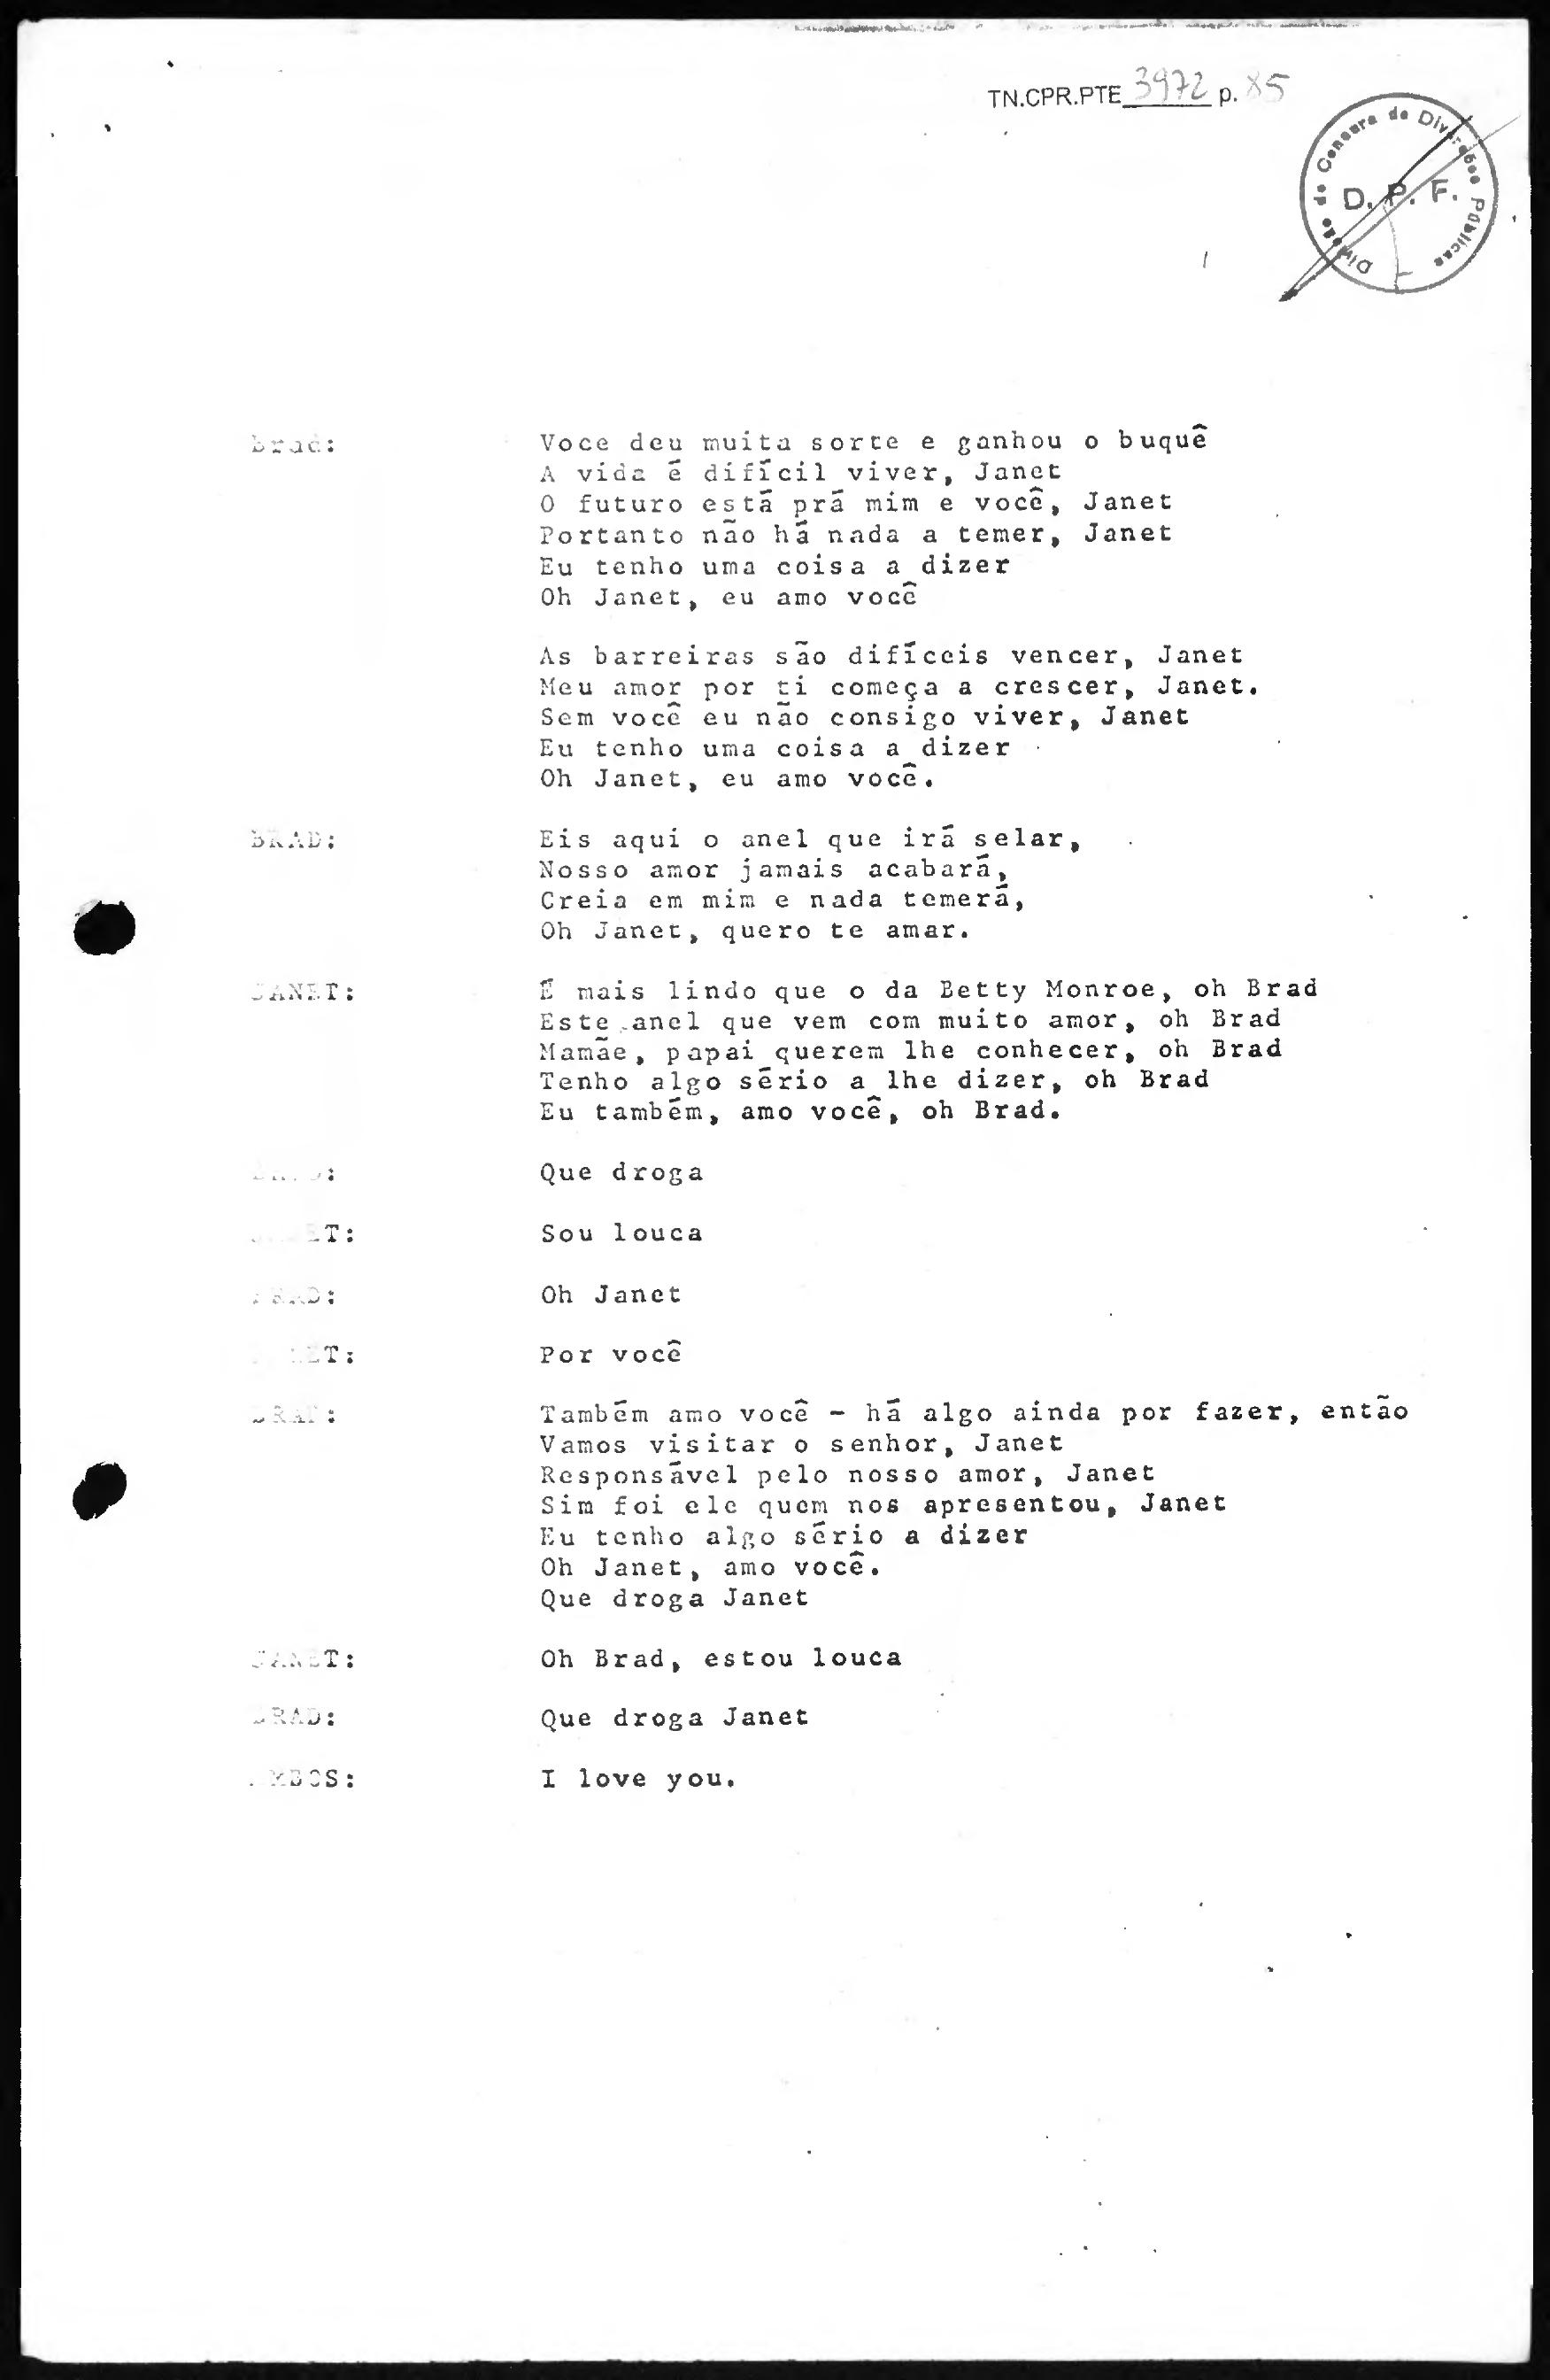 TN.CPR.PTE 3972 p. 85
Divisão de Censura de Diversões Públicas
D. P. F.
Brad: Voce deu muita sorte e ganhou o buquê
A vida é difícil viver, Janet
O futuro está prá mim e você, Janet
Portanto não há nada a temer, Janet
Eu tenho uma coisa a dizer
Oh Janet, eu amo você
As barreiras são difíceis vencer, Janet
Meu amor por ti começa a crescer, Janet.
Sem você eu não consigo viver, Janet
Eu tenho uma coisa a dizer
Oh Janet, eu amo você.
BRAD: Eis aqui o anel que irá selar,
Nosso amor jamais acabará,
Creia em mim e nada temerá,
Oh Janet, quero te amar.
JANET: É mais lindo que o da Betty Monroe, oh Brad
Este anel que vem com muito amor, oh Brad
Mamãe, papai querem lhe conhecer, oh Brad
Tenho algo sério a lhe dizer, oh Brad
Eu também, amo você, oh Brad.
BRAD: Que droga
JANET: Sou louca
BRAD: Oh Janet
JANET: Por você
BRAD: Também amo você - há algo ainda por fazer, então
Vamos visitar o senhor, Janet
Responsável pelo nosso amor, Janet
Sim foi ele quem nos apresentou, Janet
Eu tenho algo sério a dizer
Oh Janet, amo você.
Que droga Janet
JANET: Oh Brad, estou louca
BRAD: Que droga Janet
AMBOS: I love you.